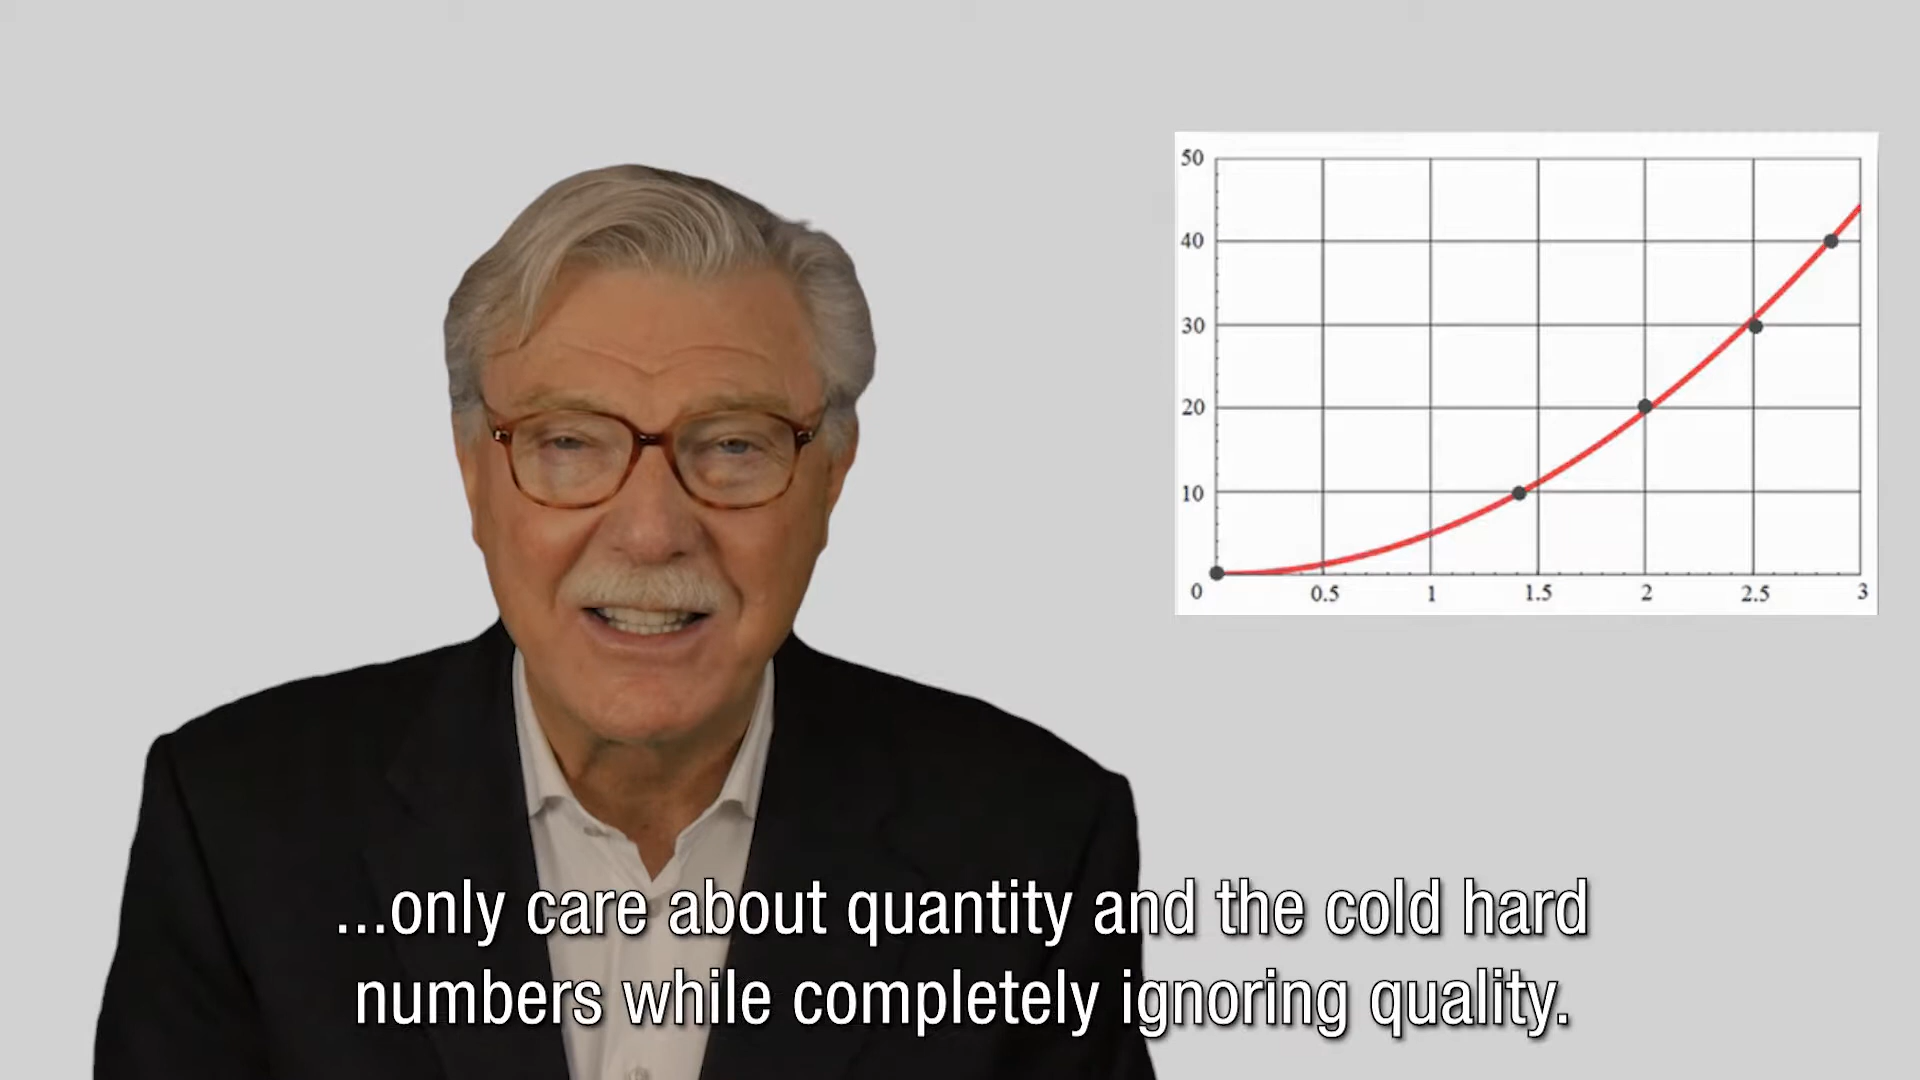 50
40
30
20
10
0 0.5 1 1.5 2 2.5 3
...only care about quantity and the cold hard
numbers while completely ignoring quality.